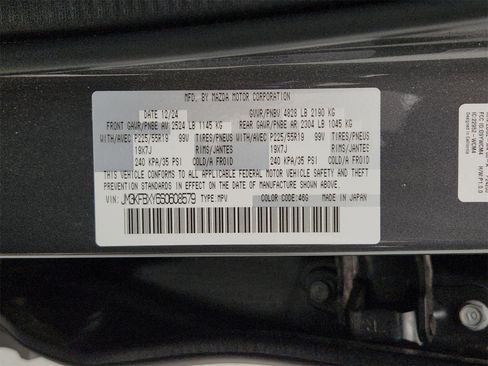 MFD. BY MAZDA MOTOR CORPORATION
DATE 12/24 GVWR/PNBV 4828 LB 2190 KG
FRONT GAWR/PNBE AV 2524 LB 1145 KG REAR GAWR/PNBE AR 2304 LB 1045 KG
WITH/AVEC P225/55R19 99V TIRES/PNEUS WITH/AVEC P225/55R19 99V TIRES/PNEUS
19X7J RIMS/JANTES 19X7J RIMS/JANTES
240 KPA/35 PSI COLD/A FROID 240 KPA/35 PSI COLD/A FROID
THIS VEHICLE CONFORMS TO ALL APPLICABLE FEDERAL MOTOR VEHICLE SAFETY AND
THEFT PREVENTION STANDARDS IN EFFECT ON THE DATE OF MANUFACTURE SHOWN ABOVE.
VIN: JM3KFBXY6S0608579 TYPE:MPV COLOR CODE:46G MADE IN JAPAN